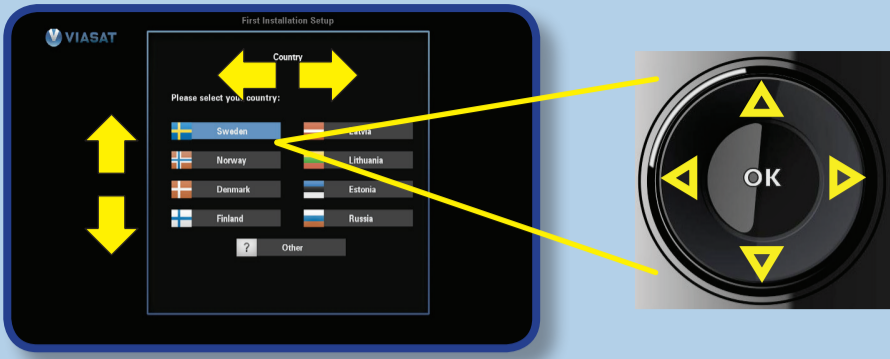 First Installation Setup
VIASAT
Country
Please select your country:
Sweden
Latvia
Norway
Lithuania
Denmark
Estonia
Finland
Russia
? Other
OK